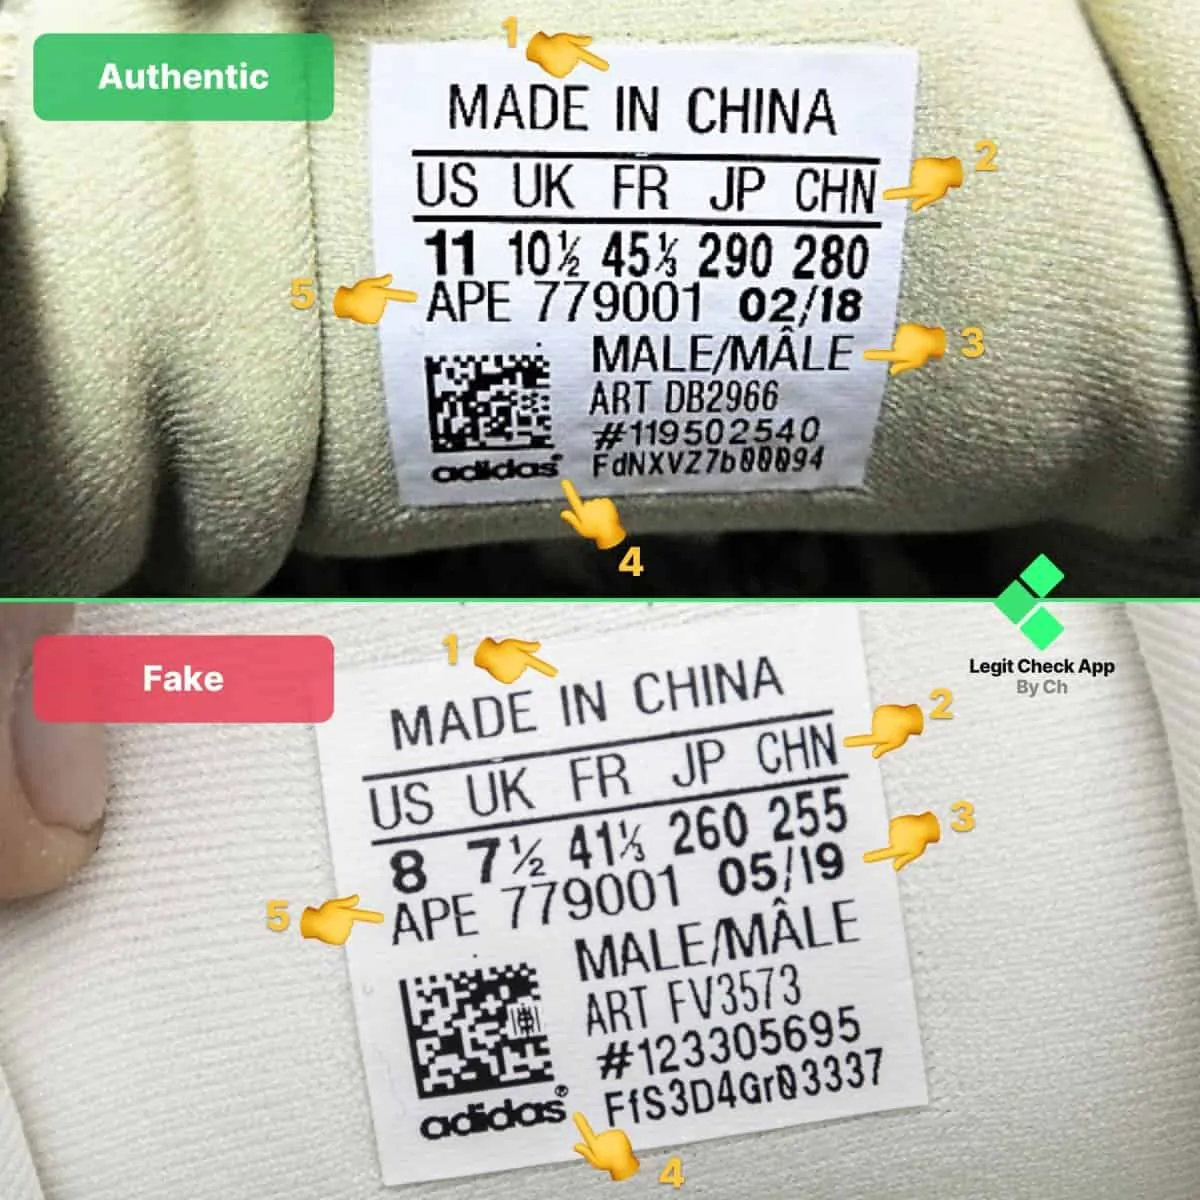 Authentic
1
MADE IN CHINA
2
US UK FR JP CHN
11 10½ 45⅓ 290 280
5
APE 779001 02/18
MALE/MÂLE
3
ART DB2966
#119502540
FdNXVZ7b00094
adidas®
4
Legit Check App
By Ch
Fake
1
MADE IN CHINA
2
US UK FR JP CHN
8 7½ 41⅓ 260 255
3
5
APE 779001 05/19
MALE/MÂLE
ART FV3573
#123305695
FfS3D4Gr03337
adidas®
4